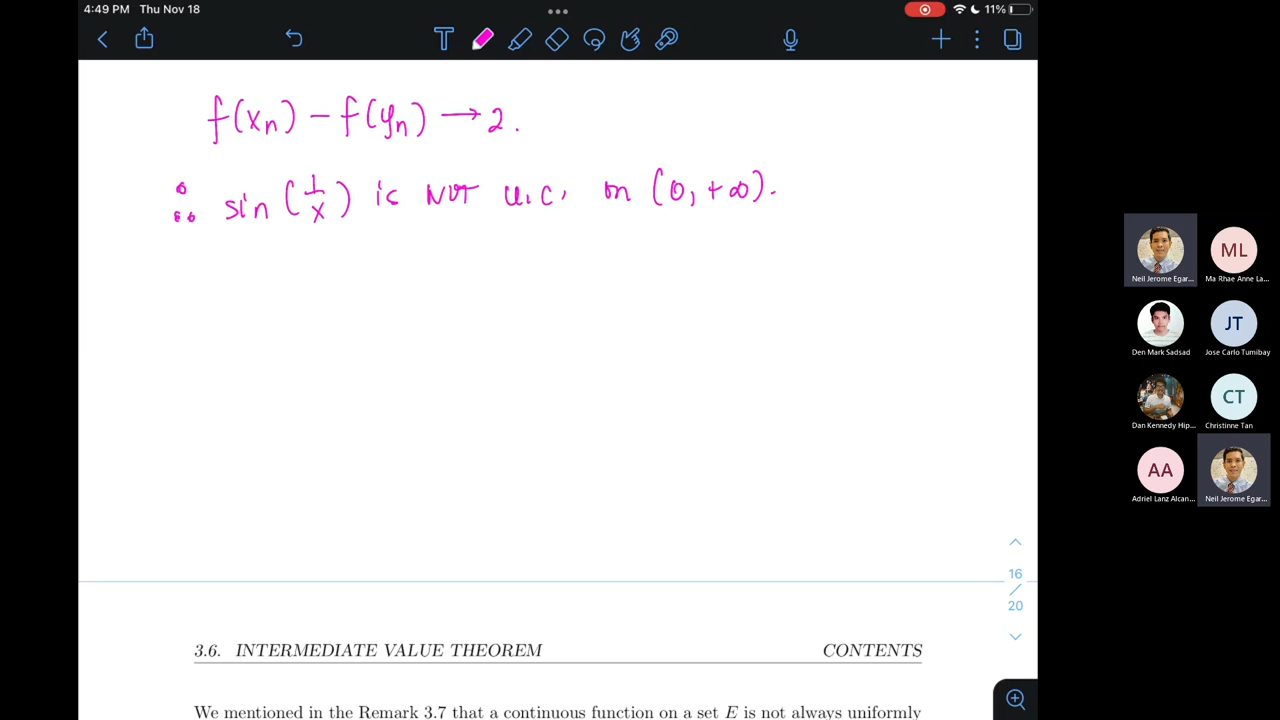 4:49 PM Thu Nov 18
11%
f(xₙ) − f(yₙ) → 2.
∴ sin (1/x) is NOT u.c. on (0, +∞).
Neil Jerome Egar...
ML
Ma Rhae Anne La...
Den Mark Sadsad
JT
Jose Carlo Tumibay
Dan Kennedy Hip...
CT
Christinne Tan
AA
Adriel Lanz Alcan...
Neil Jerome Egar...
16
/
20
3.6. INTERMEDIATE VALUE THEOREM CONTENTS
We mentioned in the Remark 3.7 that a continuous function on a set E is not always uniformly